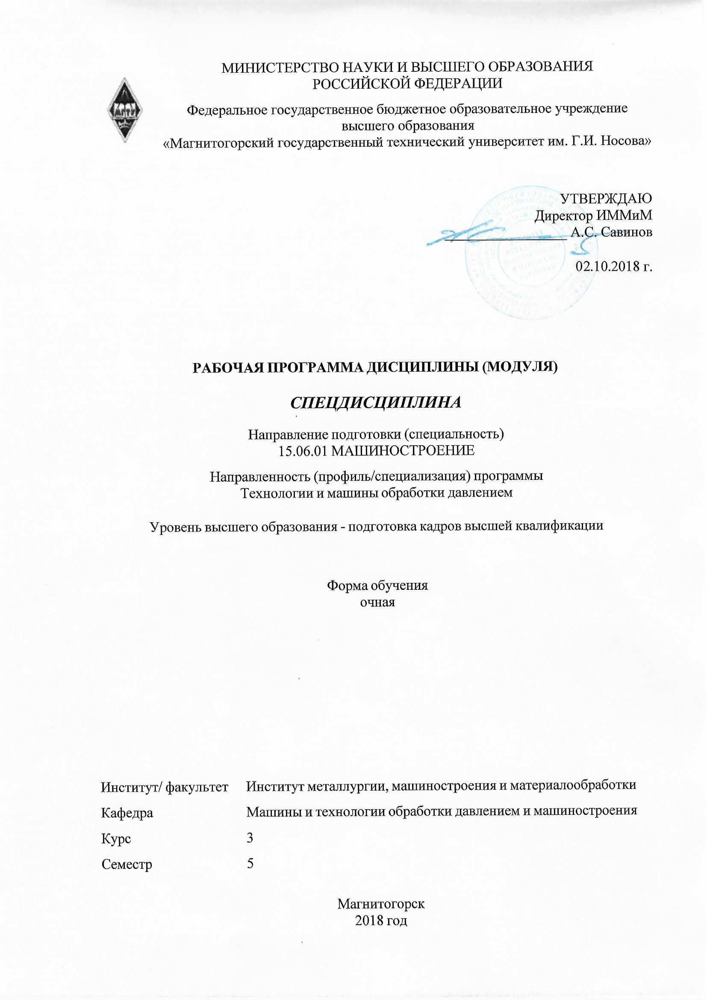 МИНИСТЕРСТВО НАУКИ И ВЫСШЕГО ОБРАЗОВАНИЯ
РОССИЙСКОЙ ФЕДЕРАЦИИ
Федеральное государственное бюджетное образовательное учреждение
высшего образования
«Магнитогорский государственный технический университет им. Г.И. Носова»
УТВЕРЖДАЮ
Директор ИММиМ
А.С. Савинов
02.10.2018 г.
РАБОЧАЯ ПРОГРАММА ДИСЦИПЛИНЫ (МОДУЛЯ)
СПЕЦДИСЦИПЛИНА
Направление подготовки (специальность)
15.06.01 МАШИНОСТРОЕНИЕ
Направленность (профиль/специализация) программы
Технологии и машины обработки давлением
Уровень высшего образования - подготовка кадров высшей квалификации
Форма обучения
очная
Институт/ факультет Институт металлургии, машиностроения и материалообработки
Кафедра Машины и технологии обработки давлением и машиностроения
Курс 3
Семестр 5
Магнитогорск
2018 год